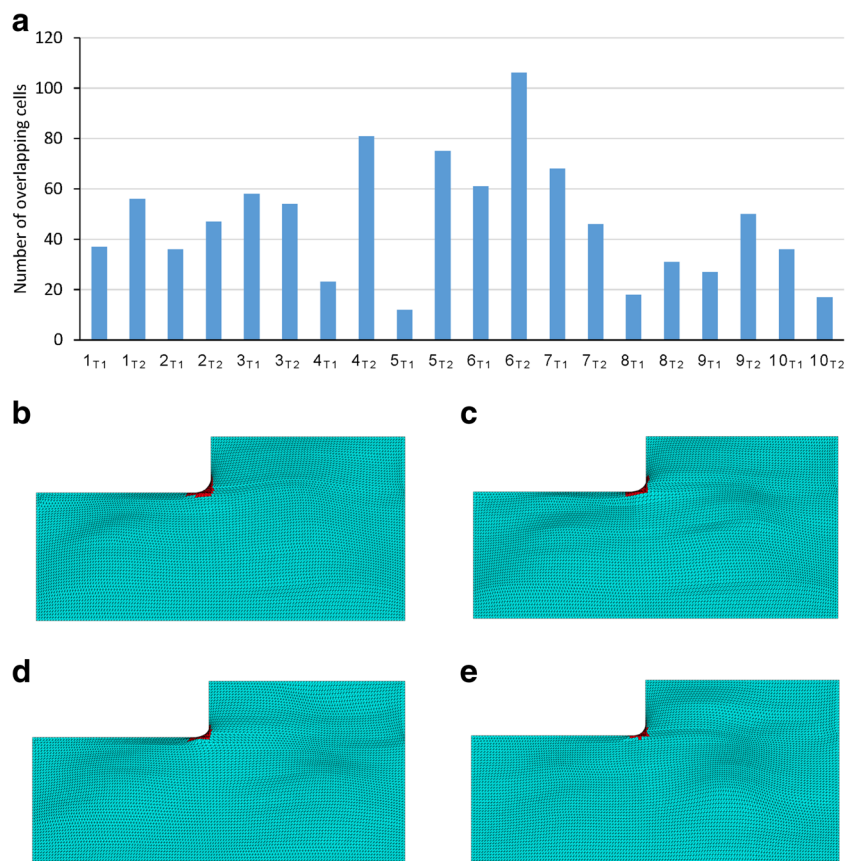 a
Number of overlapping cells
120
100
80
60
40
20
0
1T1 1T2 2T1 2T2 3T1 3T2 4T1 4T2 5T1 5T2 6T1 6T2 7T1 7T2 8T1 8T2 9T1 9T2 10T1 10T2
b c
d e